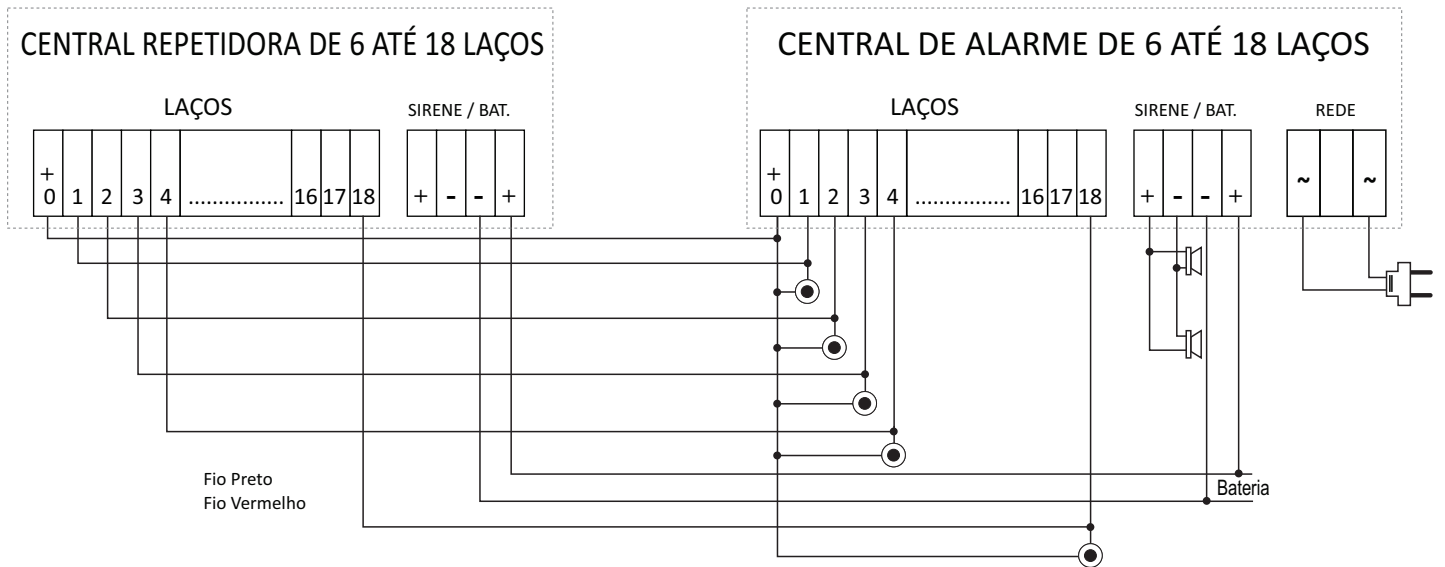 CENTRAL REPETIDORA DE 6 ATÉ 18 LAÇOS
LAÇOS
SIRENE / BAT.
+
0 1 2 3 4 ................ 16 17 18
+ - - +
CENTRAL DE ALARME DE 6 ATÉ 18 LAÇOS
LAÇOS
SIRENE / BAT.
REDE
+
0 1 2 3 4 ................ 16 17 18
+ - - +
~ ~
Fio Preto
Fio Vermelho
Bateria